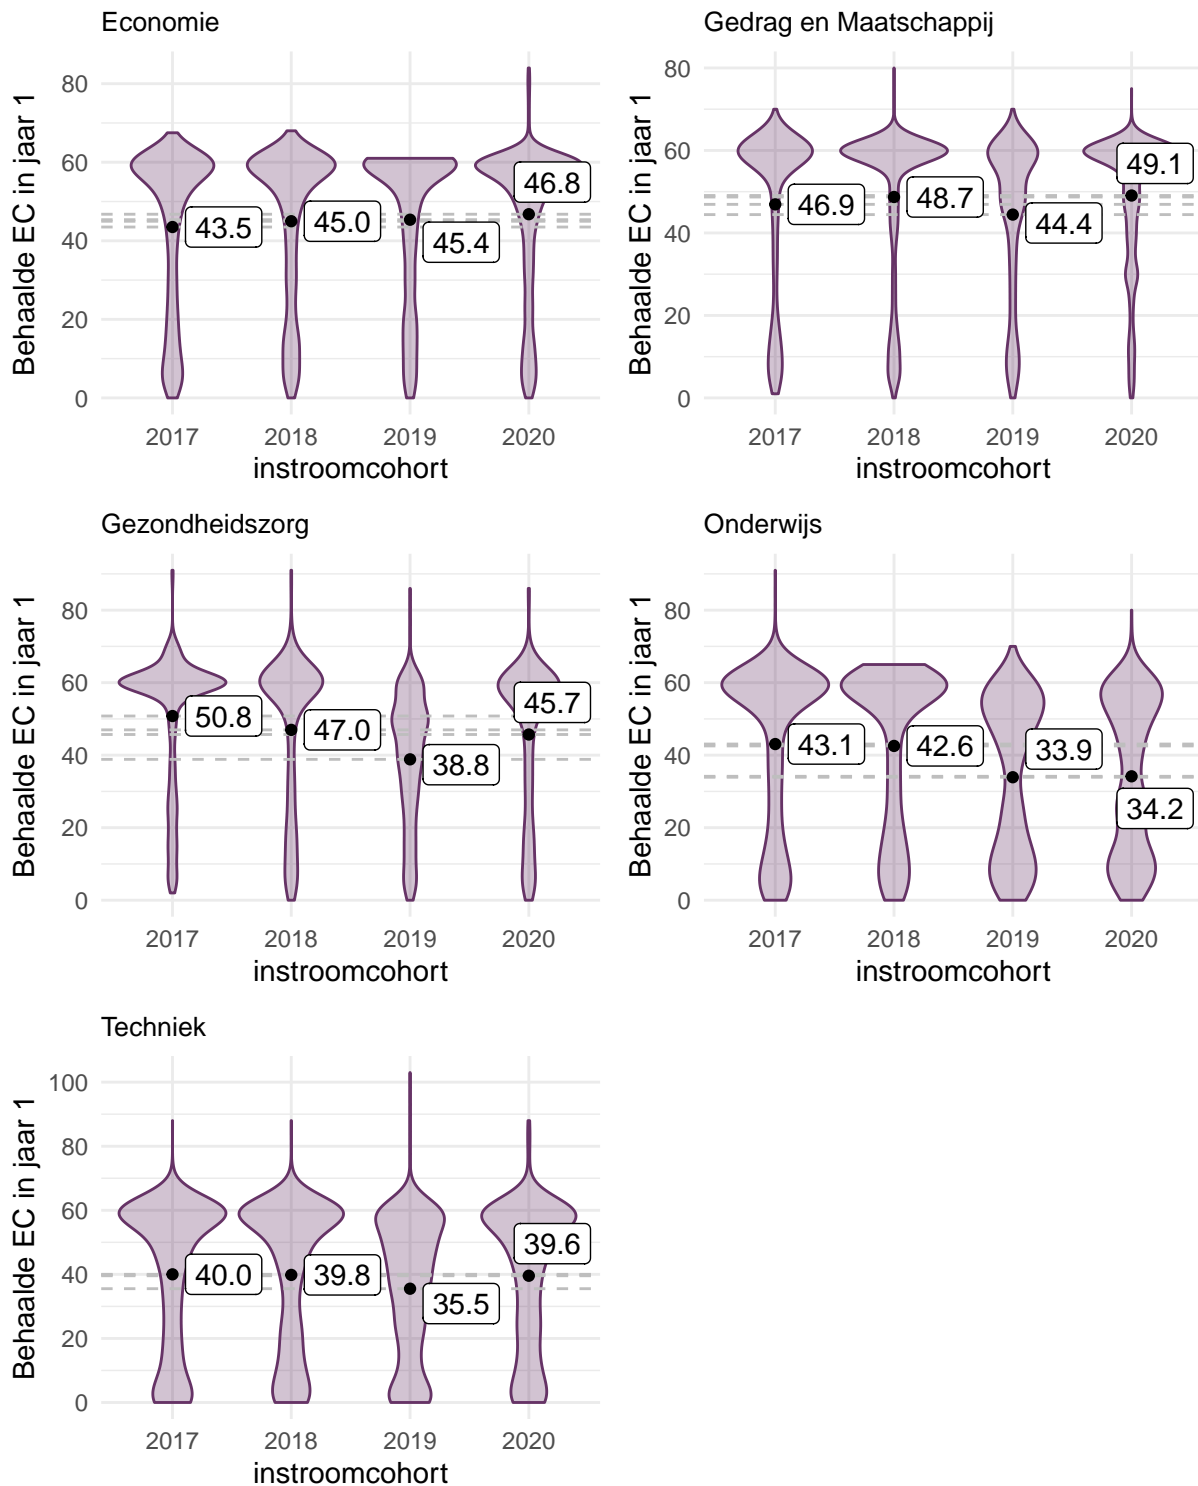 Economie
Behaalde EC in jaar 1
80
60
40
20
0
43.5
45.0
45.4
46.8
2017 2018 2019 2020
instroomcohort
Gedrag en Maatschappij
Behaalde EC in jaar 1
80
60
40
20
0
46.9
48.7
44.4
49.1
2017 2018 2019 2020
instroomcohort
Gezondheidszorg
Behaalde EC in jaar 1
80
60
40
20
0
50.8
47.0
38.8
45.7
2017 2018 2019 2020
instroomcohort
Onderwijs
Behaalde EC in jaar 1
80
60
40
20
0
43.1
42.6
33.9
34.2
2017 2018 2019 2020
instroomcohort
Techniek
Behaalde EC in jaar 1
100
80
60
40
20
0
40.0
39.8
35.5
39.6
2017 2018 2019 2020
instroomcohort